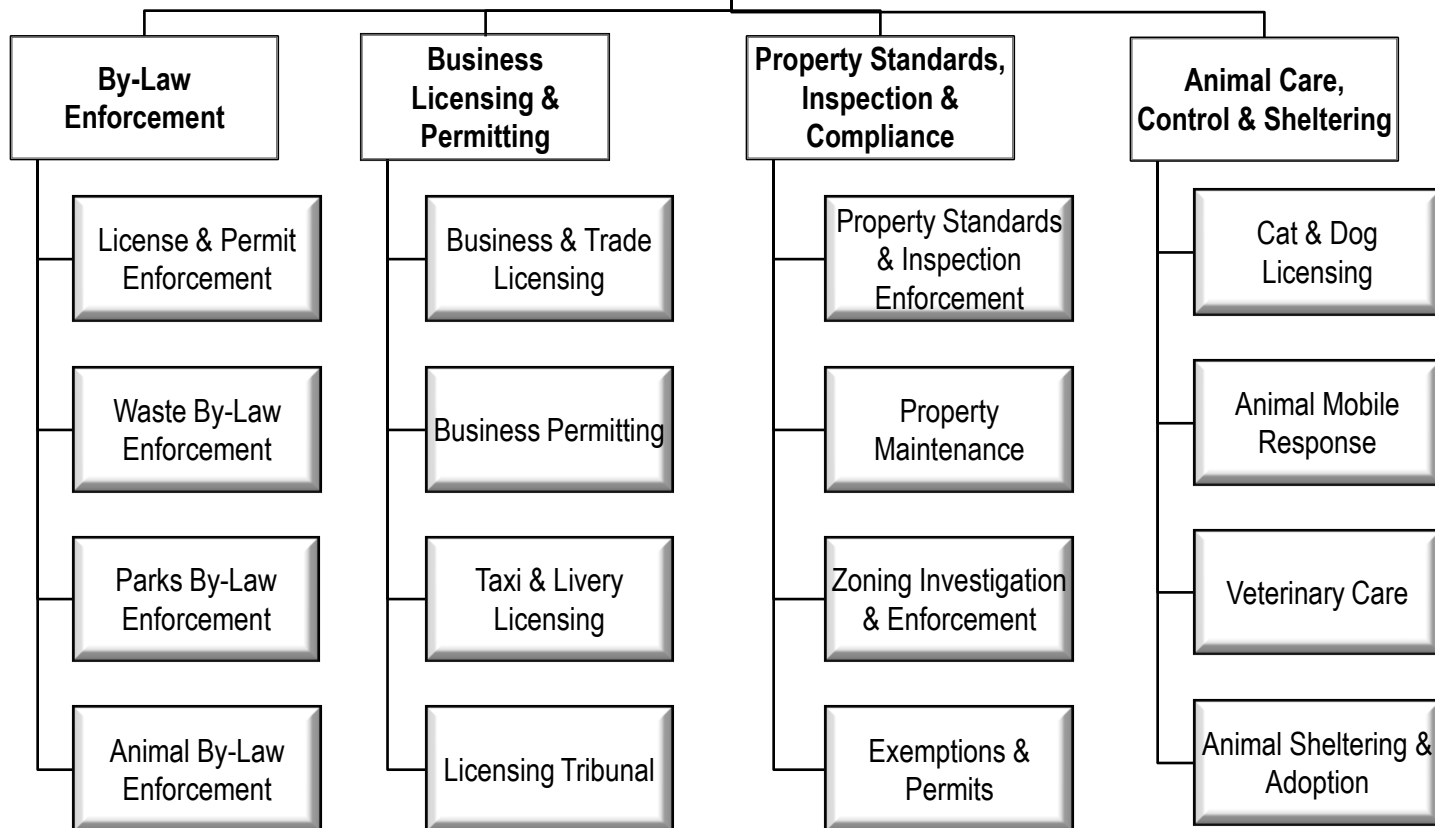 By-Law
Enforcement
License & Permit
Enforcement
Waste By-Law
Enforcement
Parks By-Law
Enforcement
Animal By-Law
Enforcement
Business
Licensing &
Permitting
Business & Trade
Licensing
Business Permitting
Taxi & Livery
Licensing
Licensing Tribunal
Property Standards,
Inspection &
Compliance
Property Standards
& Inspection
Enforcement
Property
Maintenance
Zoning Investigation
& Enforcement
Exemptions &
Permits
Animal Care,
Control & Sheltering
Cat & Dog
Licensing
Animal Mobile
Response
Veterinary Care
Animal Sheltering &
Adoption